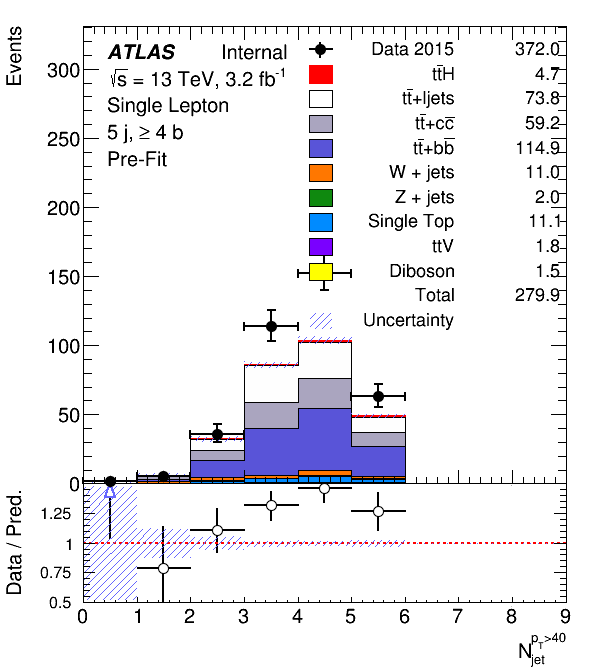 Events
ATLAS Internal
√s = 13 TeV, 3.2 fb⁻¹
Single Lepton
5 j, ≥ 4 b
Pre-Fit
Data 2015 372.0
tt̄H 4.7
tt̄+ljets 73.8
tt̄+cc̄ 59.2
tt̄+bb̄ 114.9
W + jets 11.0
Z + jets 2.0
Single Top 11.1
ttV 1.8
Diboson 1.5
Total 279.9
Uncertainty
300
250
200
150
100
50
0
Data / Pred.
1.25
1
0.75
0.5
0 1 2 3 4 5 6 7 8 9
N_jet^{p_T>40}